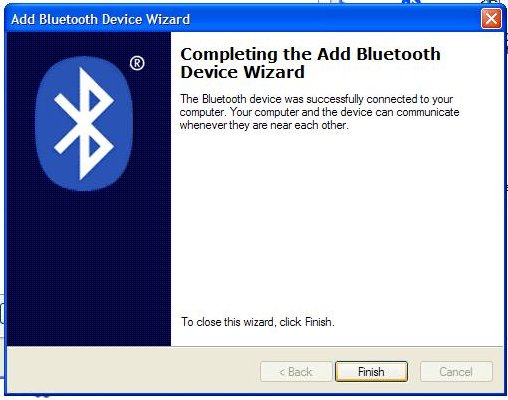 Add Bluetooth Device Wizard
®
Completing the Add Bluetooth
Device Wizard
The Bluetooth device was successfully connected to your
computer. Your computer and the device can communicate
whenever they are near each other.
To close this wizard, click Finish.
< Back Finish Cancel